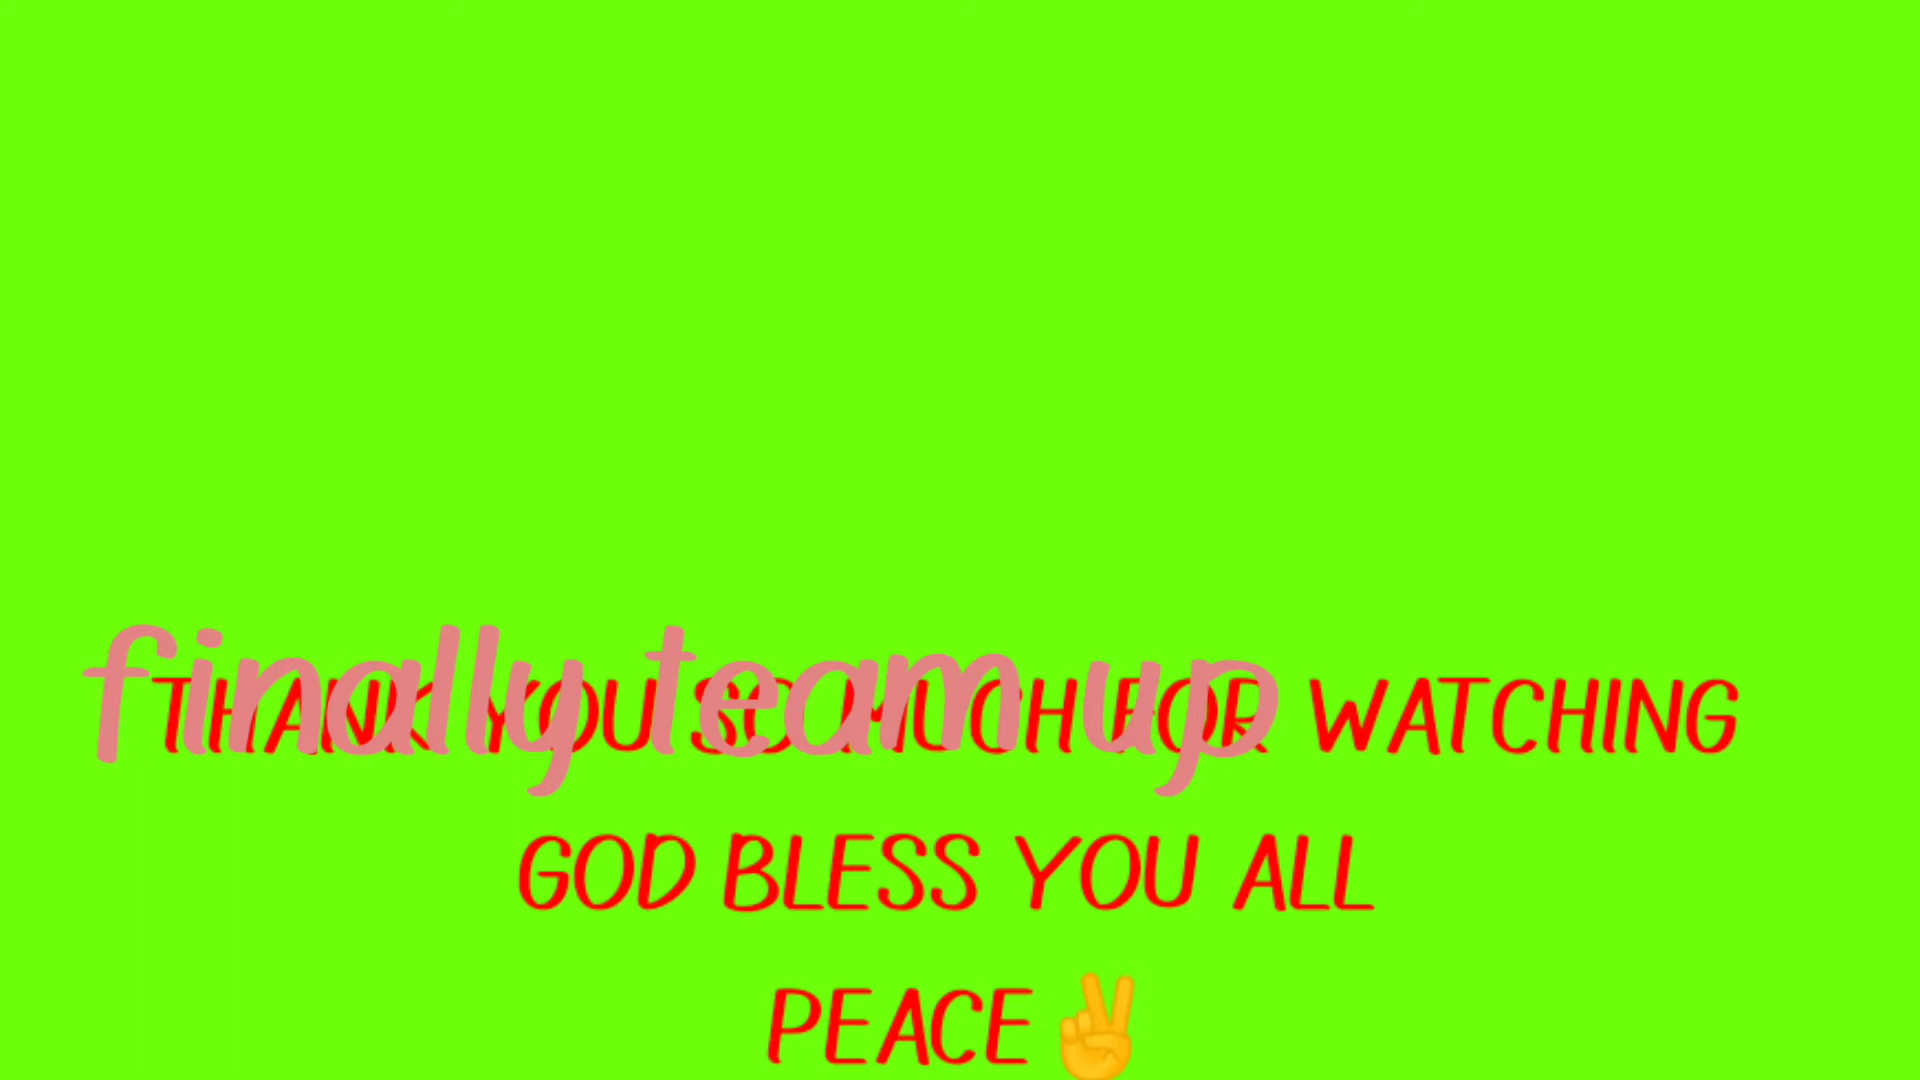 finally team up
THANK YOU SO MUCH FOR WATCHING
GOD BLESS YOU ALL
PEACE✌